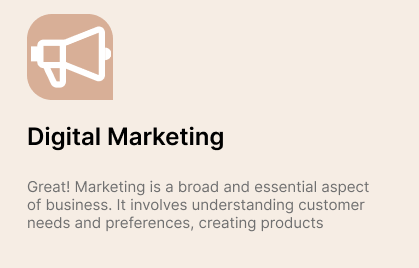 Digital Marketing
Great! Marketing is a broad and essential aspect
of business. It involves understanding customer
needs and preferences, creating products